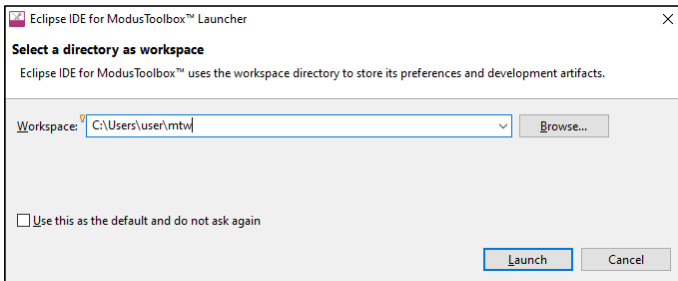 Eclipse IDE for ModusToolbox™ Launcher
Select a directory as workspace
Eclipse IDE for ModusToolbox™ uses the workspace directory to store its preferences and development artifacts.
Workspace: C:\Users\user\mtw Browse...
Use this as the default and do not ask again
Launch Cancel